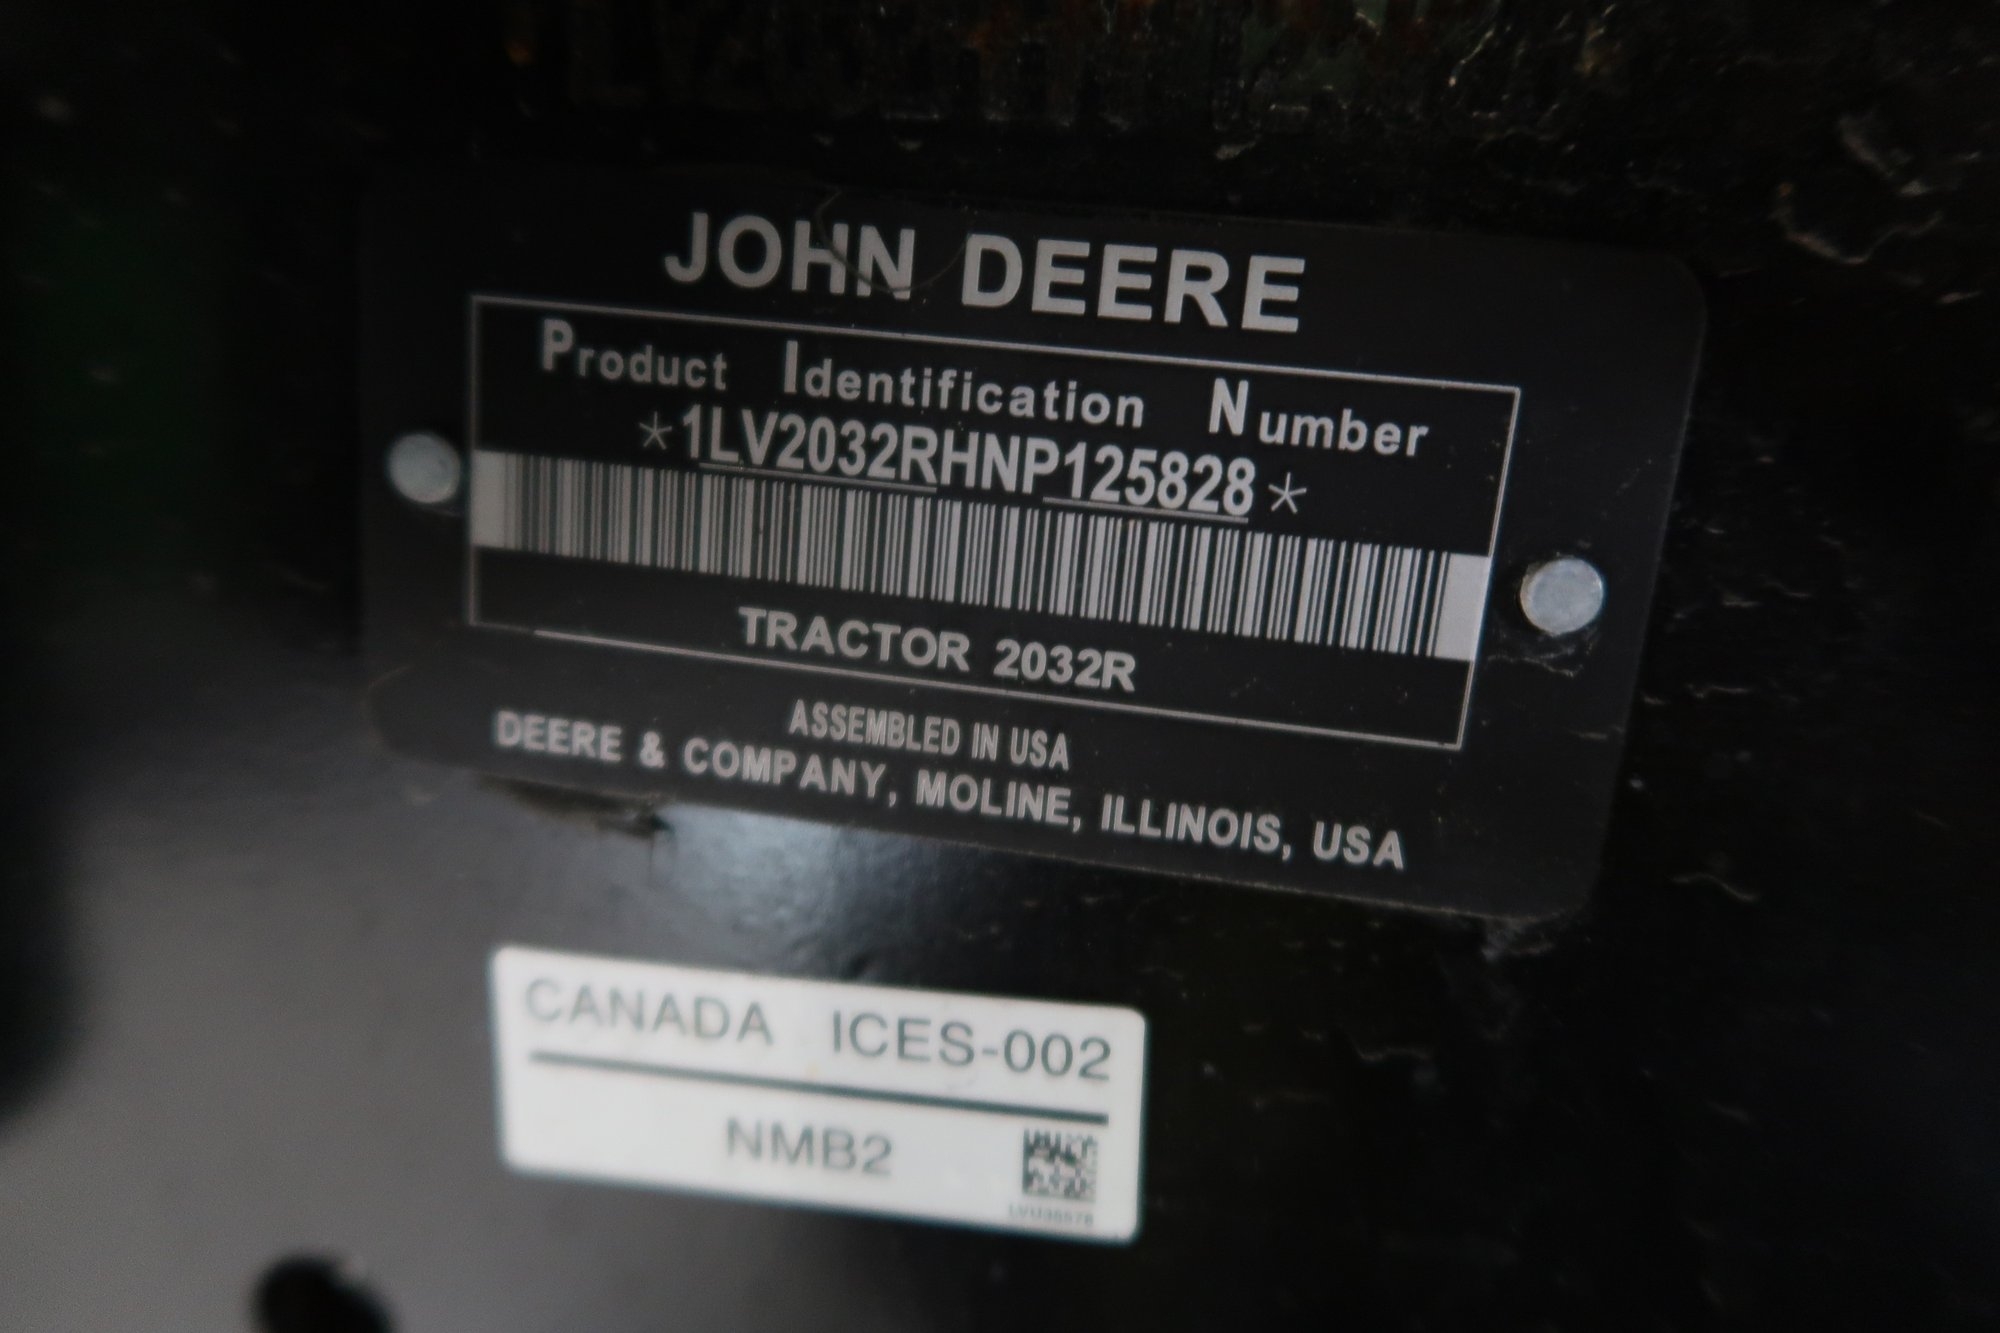 JOHN DEERE
Product Identification Number
*1LV2032RHNP125828*
TRACTOR 2032R
ASSEMBLED IN USA
DEERE & COMPANY, MOLINE, ILLINOIS, USA
CANADA ICES-002
NMB2